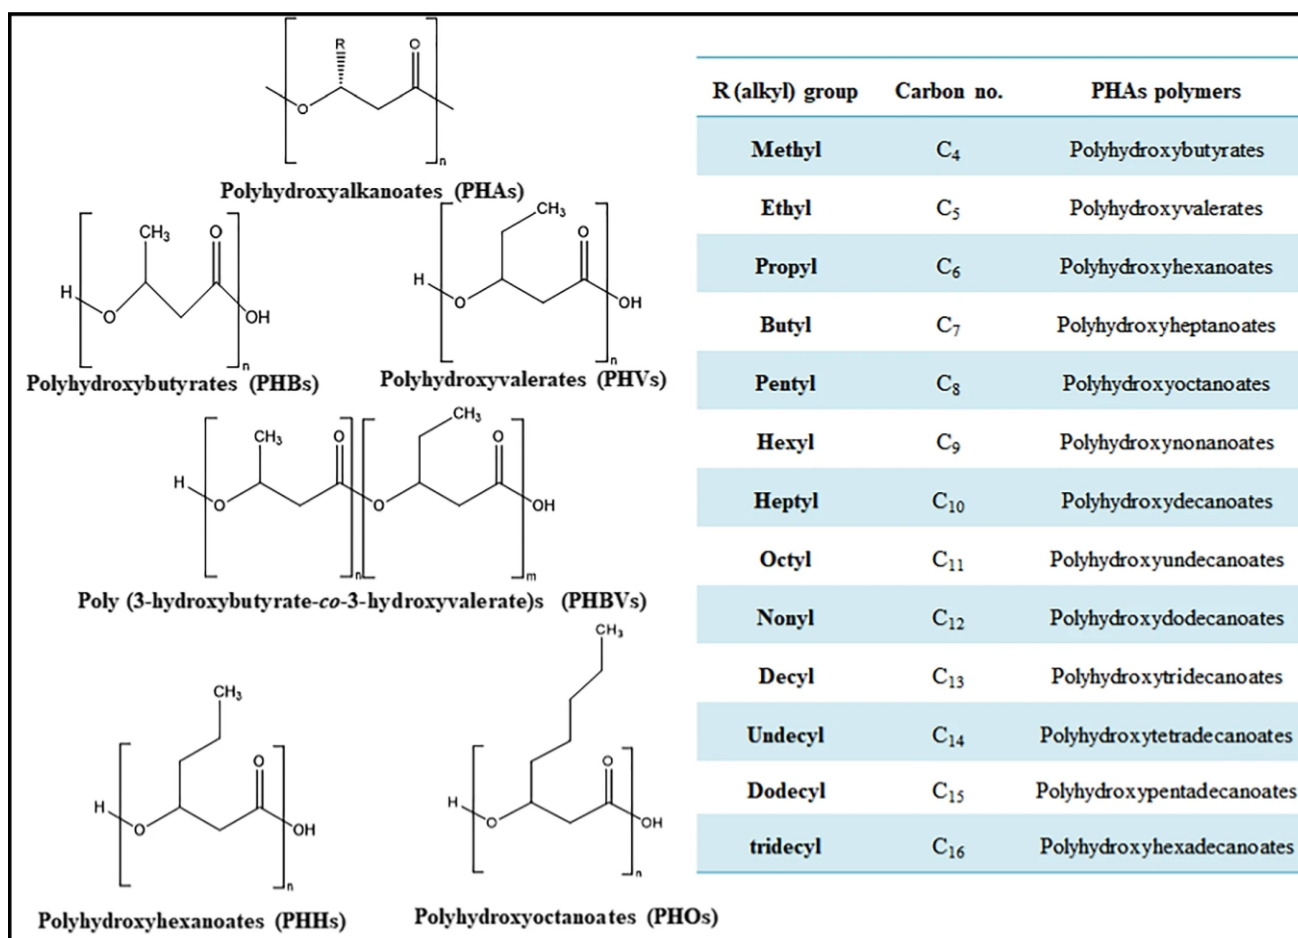 R
O
O
n
Polyhydroxyalkanoates (PHAs)
CH₃
O
H
O
OH
n
Polyhydroxybutyrates (PHBs)
CH₃
O
H
O
OH
n
Polyhydroxyvalerates (PHVs)
CH₃
O
CH₃
O
H
O
n
O
OH
m
Poly (3-hydroxybutyrate-co-3-hydroxyvalerate)s (PHBVs)
CH₃
O
H
O
OH
n
Polyhydroxyhexanoates (PHHs)
CH₃
O
H
O
OH
n
Polyhydroxyoctanoates (PHOs)
R (alkyl) group Carbon no. PHAs polymers
Methyl C₄ Polyhydroxybutyrates
Ethyl C₅ Polyhydroxyvalerates
Propyl C₆ Polyhydroxyhexanoates
Butyl C₇ Polyhydroxyheptanoates
Pentyl C₈ Polyhydroxyoctanoates
Hexyl C₉ Polyhydroxynonanoates
Heptyl C₁₀ Polyhydroxydecanoates
Octyl C₁₁ Polyhydroxyundecanoates
Nonyl C₁₂ Polyhydroxydodecanoates
Decyl C₁₃ Polyhydroxytridecanoates
Undecyl C₁₄ Polyhydroxytetradecanoates
Dodecyl C₁₅ Polyhydroxypentadecanoates
tridecyl C₁₆ Polyhydroxyhexadecanoates